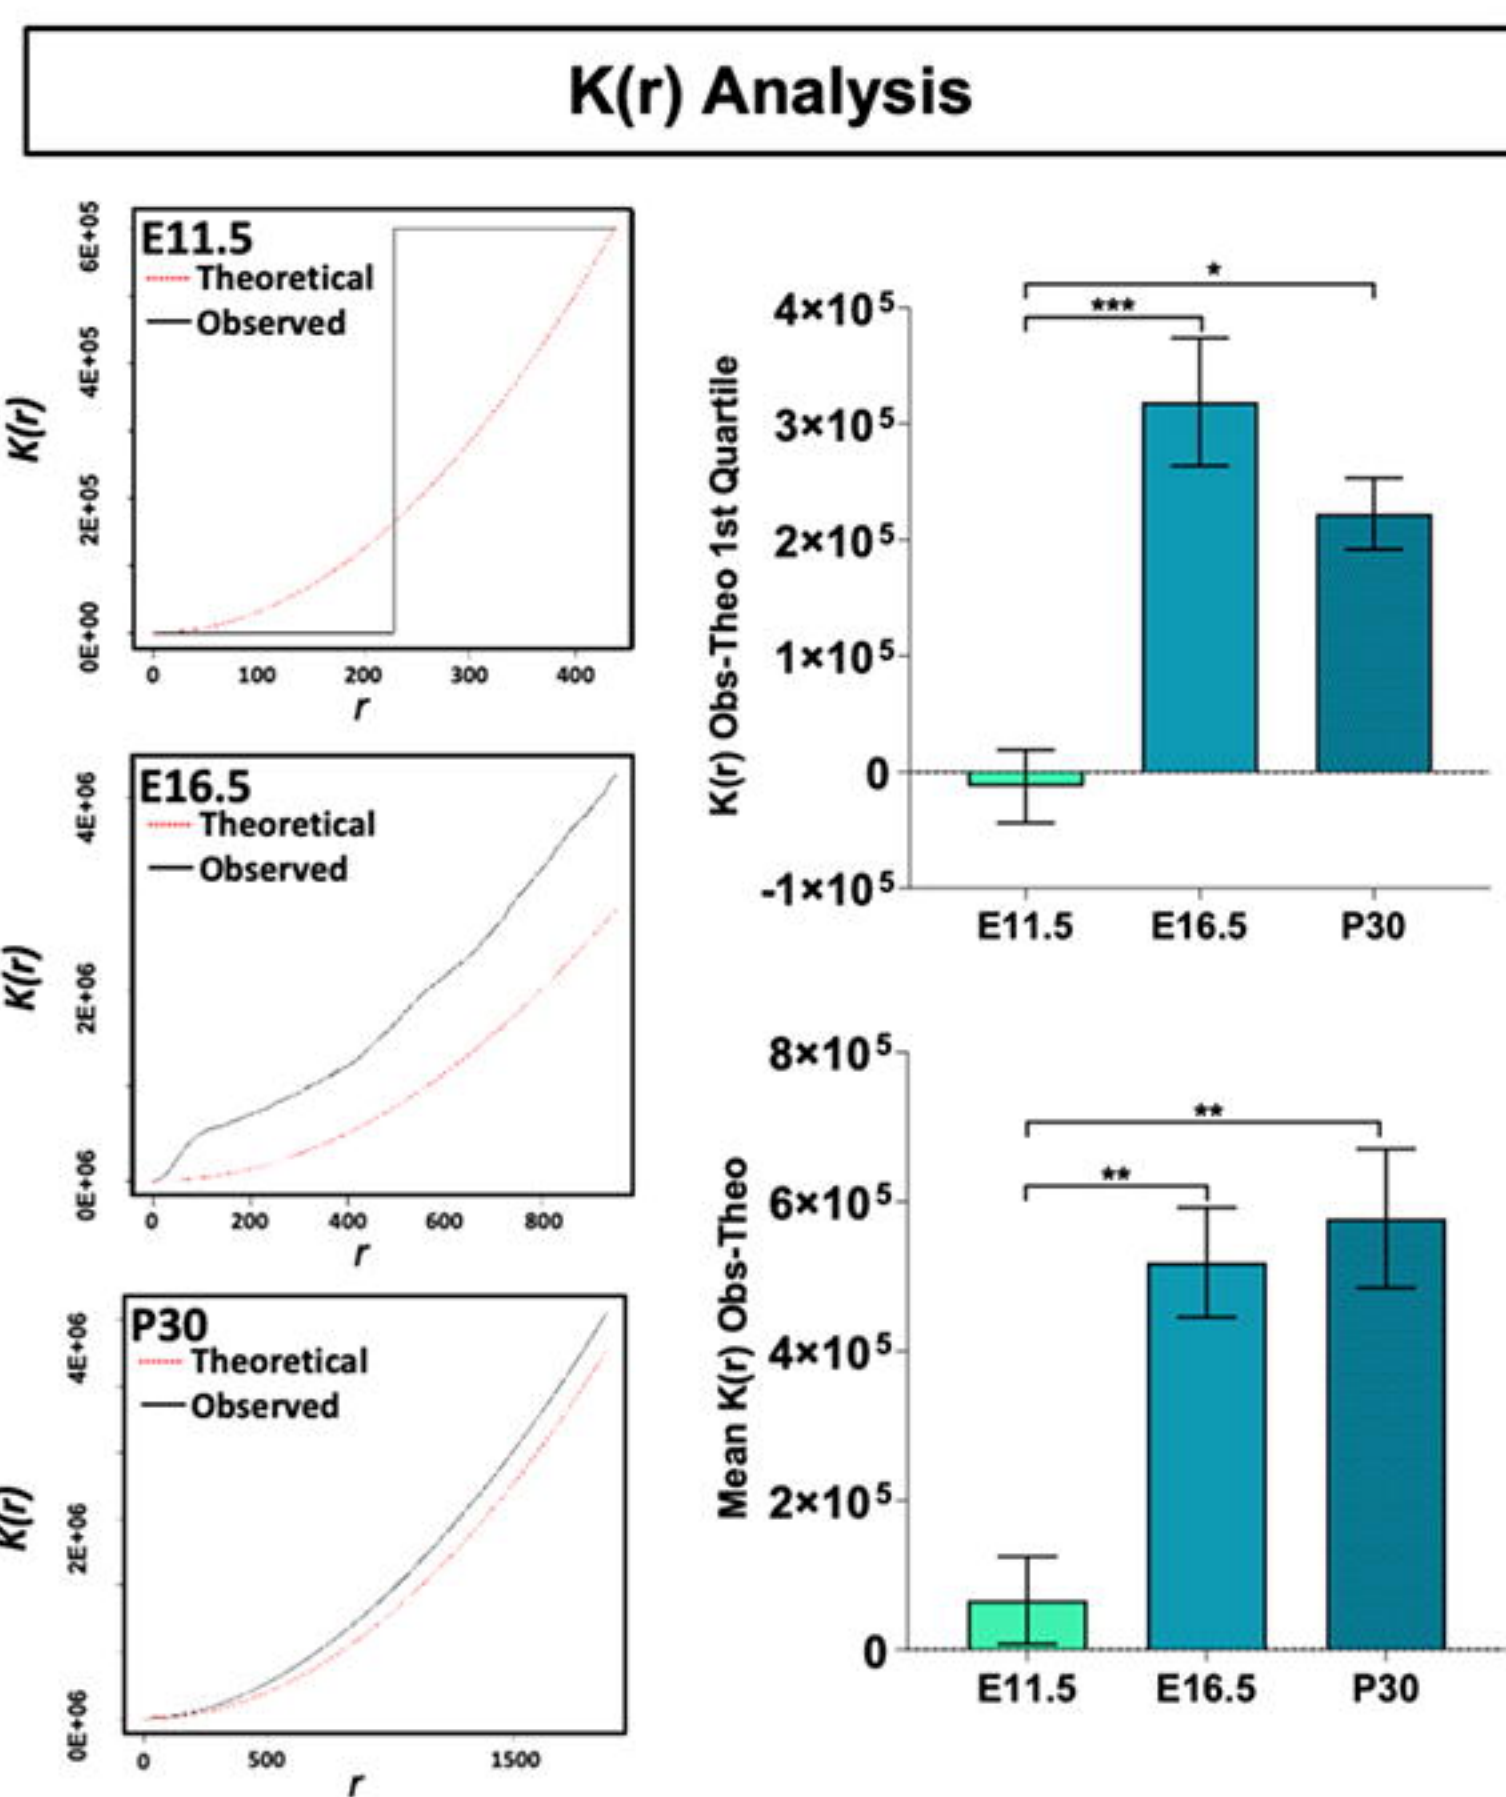 K(r) Analysis
E11.5
Theoretical
Observed
K(r)
0E+00
2E+05
4E+05
6E+05
0
100
200
300
400
r
E16.5
Theoretical
Observed
K(r)
0E+06
2E+06
4E+06
0
200
400
600
800
r
P30
Theoretical
Observed
K(r)
0E+06
2E+06
4E+06
0
500
1500
r
K(r) Obs-Theo 1st Quartile
4×10⁵
3×10⁵
2×10⁵
1×10⁵
0
-1×10⁵
*
***
E11.5
E16.5
P30
Mean K(r) Obs-Theo
8×10⁵
6×10⁵
4×10⁵
2×10⁵
0
**
**
E11.5
E16.5
P30